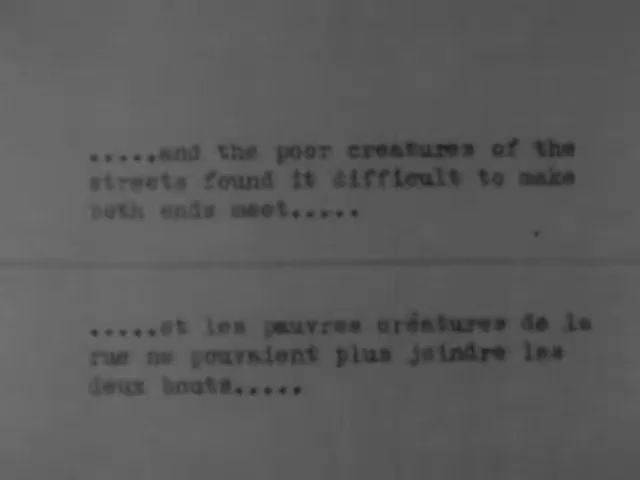 .....and the poor creatures of the
streets found it difficult to make
both ends meet.....
.....et les pauvres créatures de la
rue ne pouvaient plus joindre les
deux bouts.....